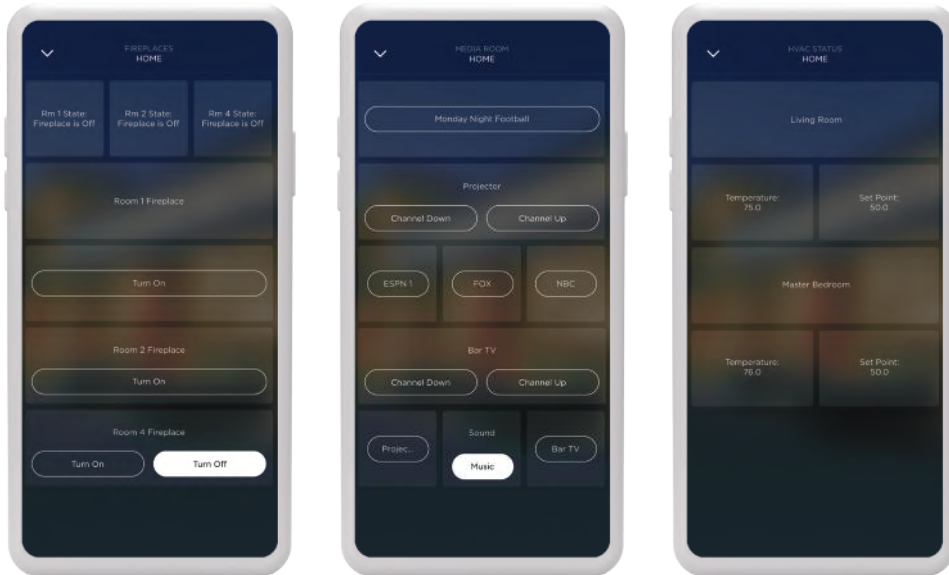 FIREPLACES
HOME
Rm 1 State:
Fireplace is Off
Rm 2 State:
Fireplace is Off
Rm 4 State:
Fireplace is Off
Room 1 Fireplace
Turn On
Room 2 Fireplace
Turn On
Room 4 Fireplace
Turn On
Turn Off
MEDIA ROOM
HOME
Monday Night Football
Projector
Channel Down
Channel Up
ESPN 1
FOX
NBC
Bar TV
Channel Down
Channel Up
Sound
Projec...
Music
Bar TV
HVAC STATUS
HOME
Living Room
Temperature:
75.0
Set Point:
50.0
Master Bedroom
Temperature:
76.0
Set Point:
50.0